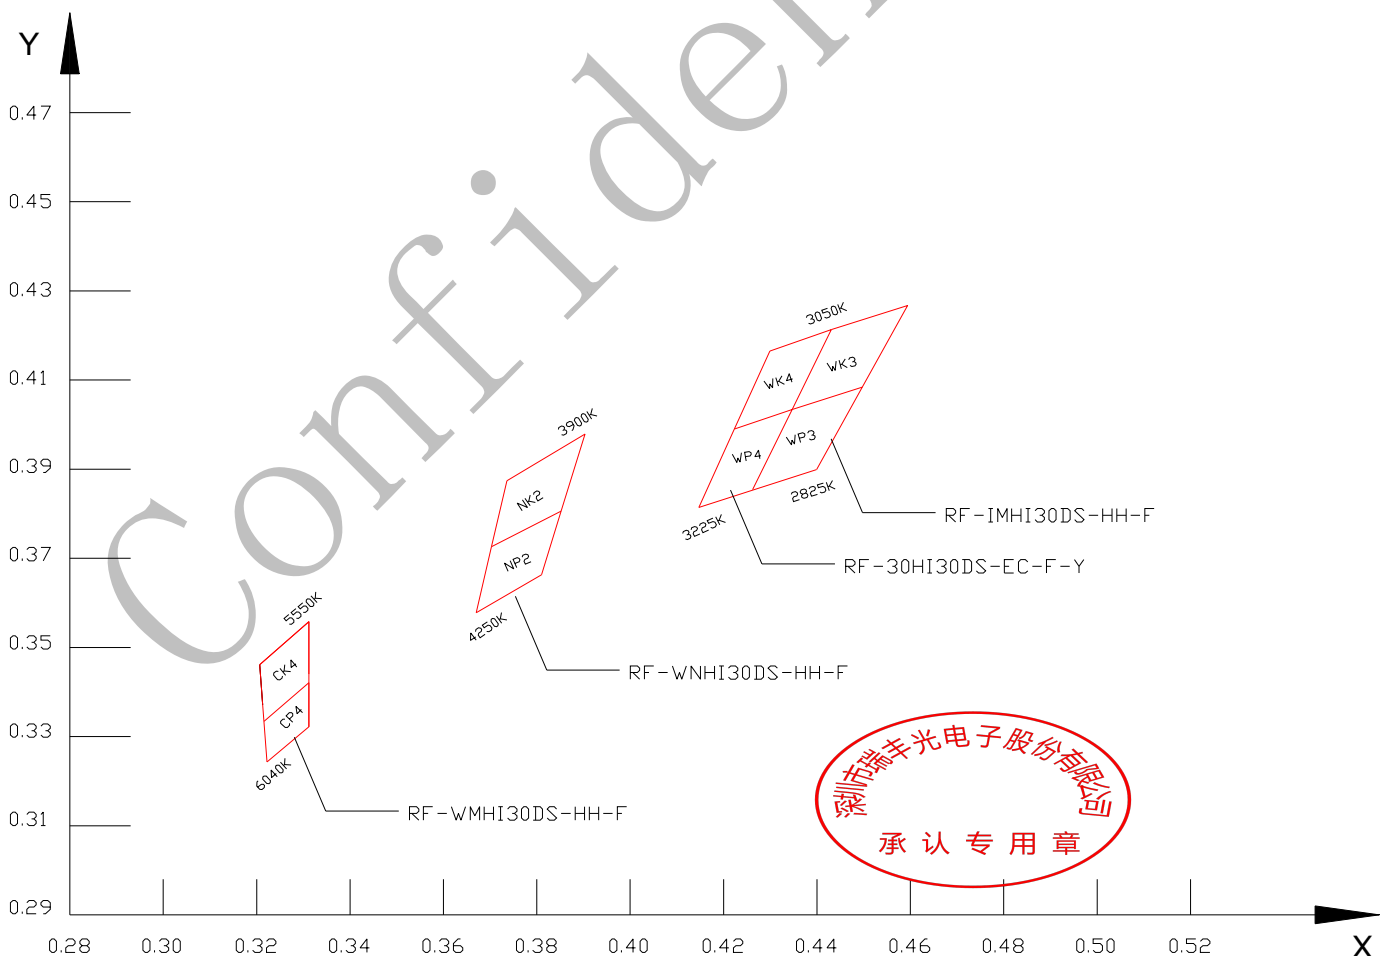 Y
0.47
0.45
0.43
0.41
0.39
0.37
0.35
0.33
0.31
0.29
0.28 0.30 0.32 0.34 0.36 0.38 0.40 0.42 0.44 0.46 0.48 0.50 0.52 X
Confiden
3050K
WK4 WK3
WP4 WP3
2825K
3225K
RF-IMHI30DS-HH-F
RF-30HI30DS-EC-F-Y
3900K
NK2
NP2
4250K
RF-WNHI30DS-HH-F
5550K
CK4
CP4
6040K
RF-WMHI30DS-HH-F
深圳市瑞丰光电子股份有限公司
承认专用章